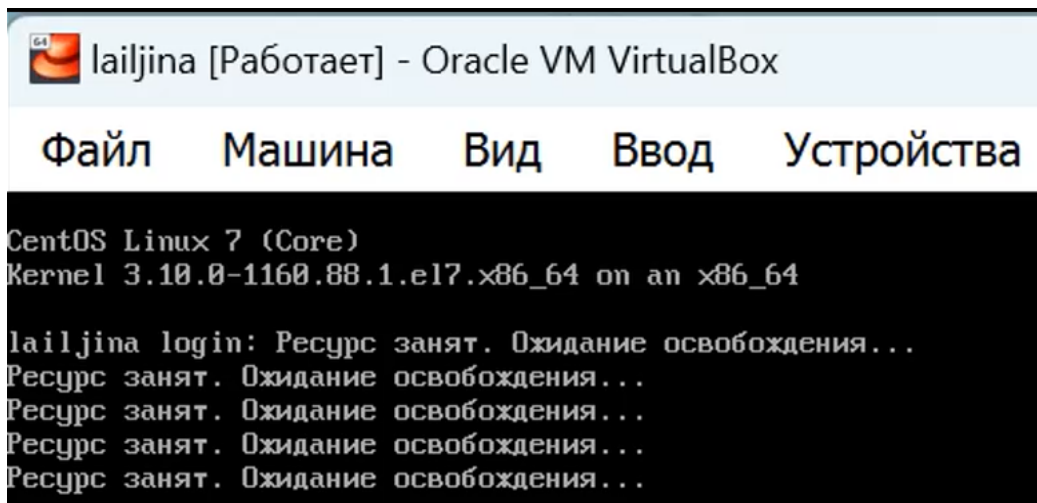 64
lailjina [Работает] - Oracle VM VirtualBox
Файл Машина Вид Ввод Устройства
CentOS Linux 7 (Core)
Kernel 3.10.0-1160.88.1.el7.x86_64 on an x86_64
lailjina login: Ресурс занят. Ожидание освобождения...
Ресурс занят. Ожидание освобождения...
Ресурс занят. Ожидание освобождения...
Ресурс занят. Ожидание освобождения...
Ресурс занят. Ожидание освобождения...